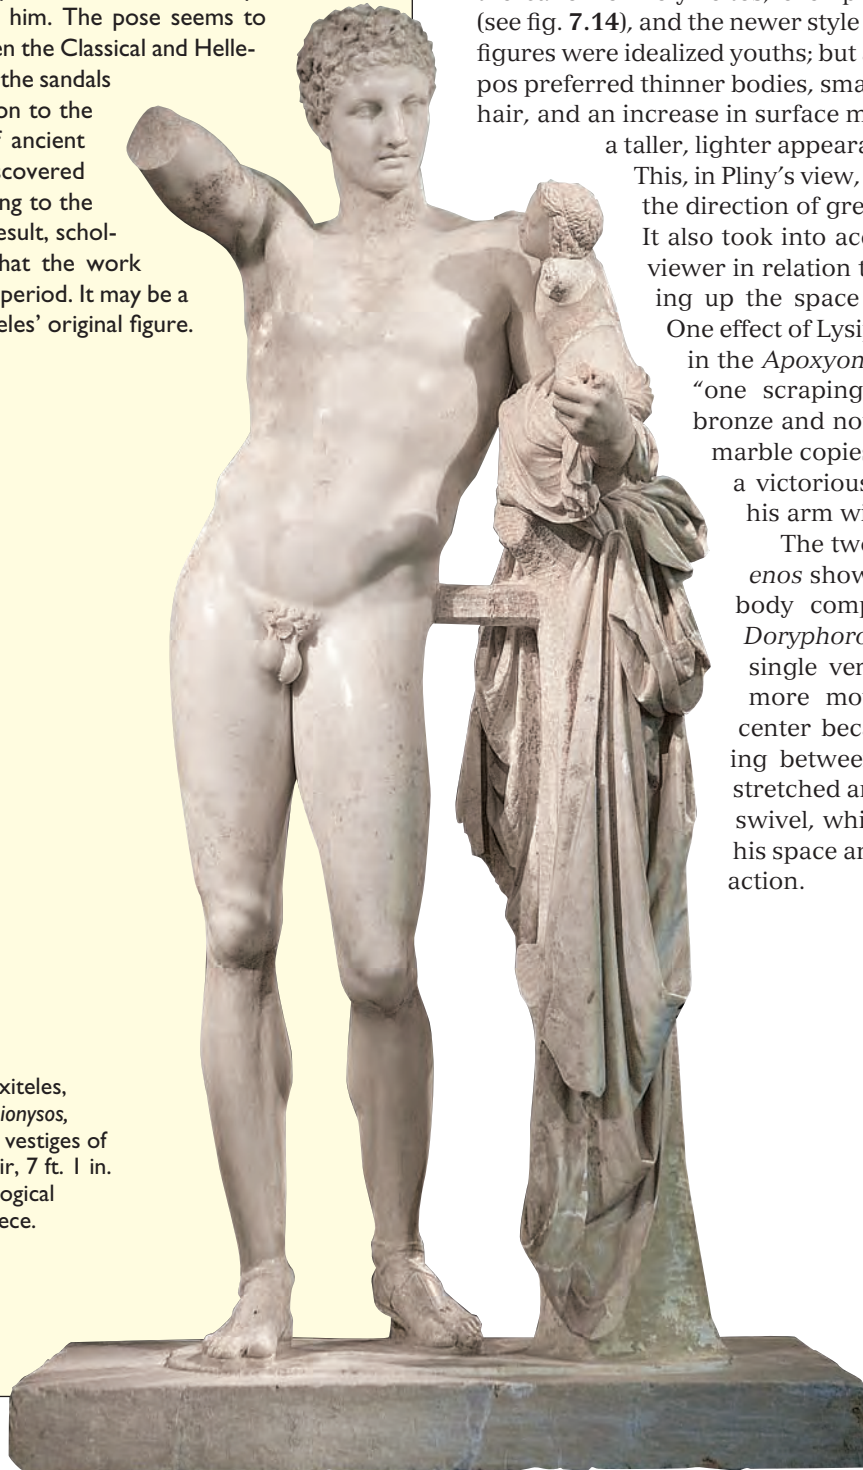 him. The pose seems to
en the Classical and Helle-
the sandals
on to the
ancient
scovered
ng to the
esult, schol-
hat the work
period. It may be a
eles' original figure.
xiteles,
ionysos,
vestiges of
ir, 7 ft. 1 in.
ogical
ece.
(see fig. 7.14), and the newer style
figures were idealized youths; but
pos preferred thinner bodies, sma
hair, and an increase in surface m
a taller, lighter appeara
This, in Pliny's view,
the direction of gre
It also took into acc
viewer in relation t
ing up the space
One effect of Lysi
in the Apoxyon
“one scraping
bronze and no
marble copies
a victorious
his arm wi
The two
enos show
body comp
Doryphoro
single ver
more mo
center beca
ing betwee
stretched a
swivel, whi
his space a
action.